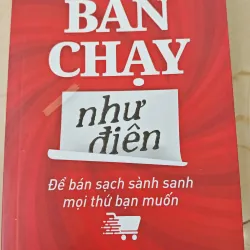 BÁN
CHẠY
như
điên
Để bán sạch sành sanh
mọi thứ bạn muốn